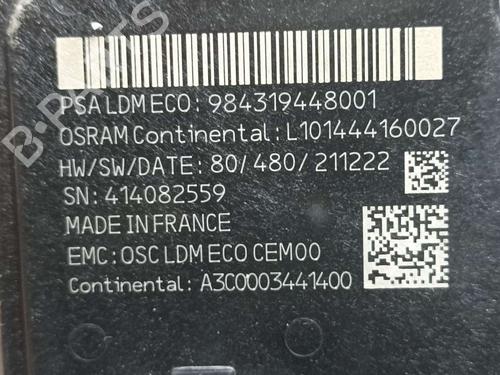 PSA LDM ECO: 984319448001
OSRAM Continental: L101444160027
HW/SW/DATE: 80/480/211222
SN: 414082559
MADE IN FRANCE
EMC: OSC LDM ECO CEM00
Continental: A3C0003441400